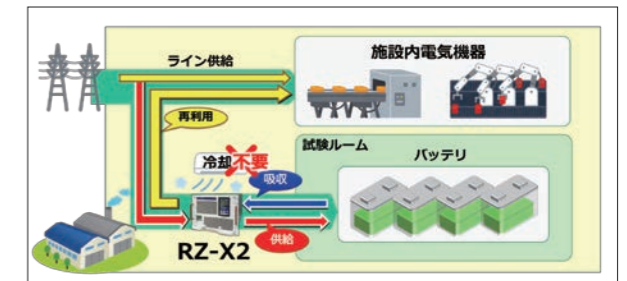 ライン供給
施設内電気機器
再利用
試験ルーム
バッテリ
冷却不要
吸収
供給
RZ-X2